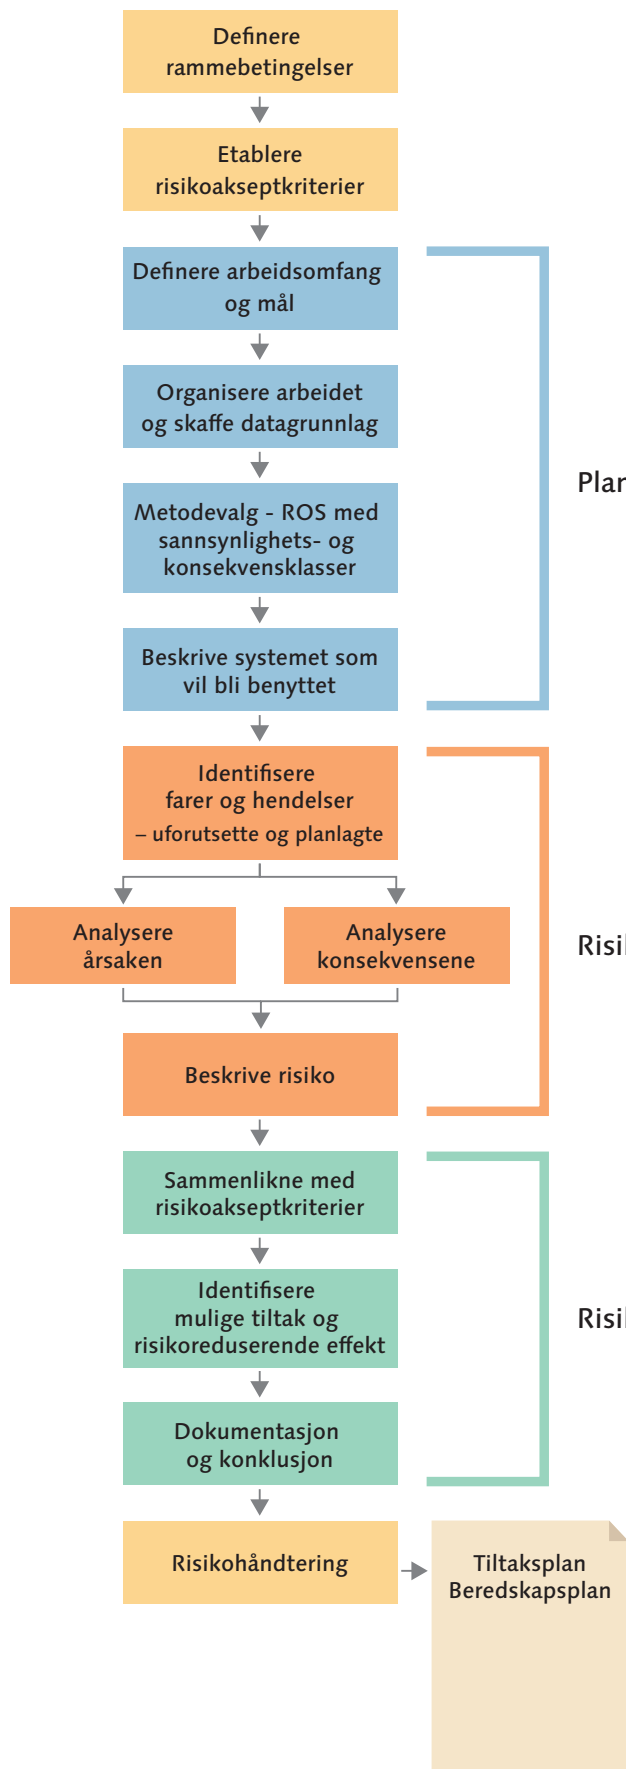 Definere
rammebetingelser
Etablere
risikoakseptkriterier
Definere arbeidsomfang
og mål
Organisere arbeidet
og skaffe datagrunnlag
Metodevalg - ROS med
sannsynlighets- og
konsekvensklasser
Beskrive systemet som
vil bli benyttet
Identifisere
farer og hendelser
– uforutsette og planlagte
Analysere
årsaken
Analysere
konsekvensene
Beskrive risiko
Sammenlikne med
risikoakseptkriterier
Identifisere
mulige tiltak og
risikoreduserende effekt
Dokumentasjon
og konklusjon
Risikohåndtering
Tiltaksplan
Beredskapsplan